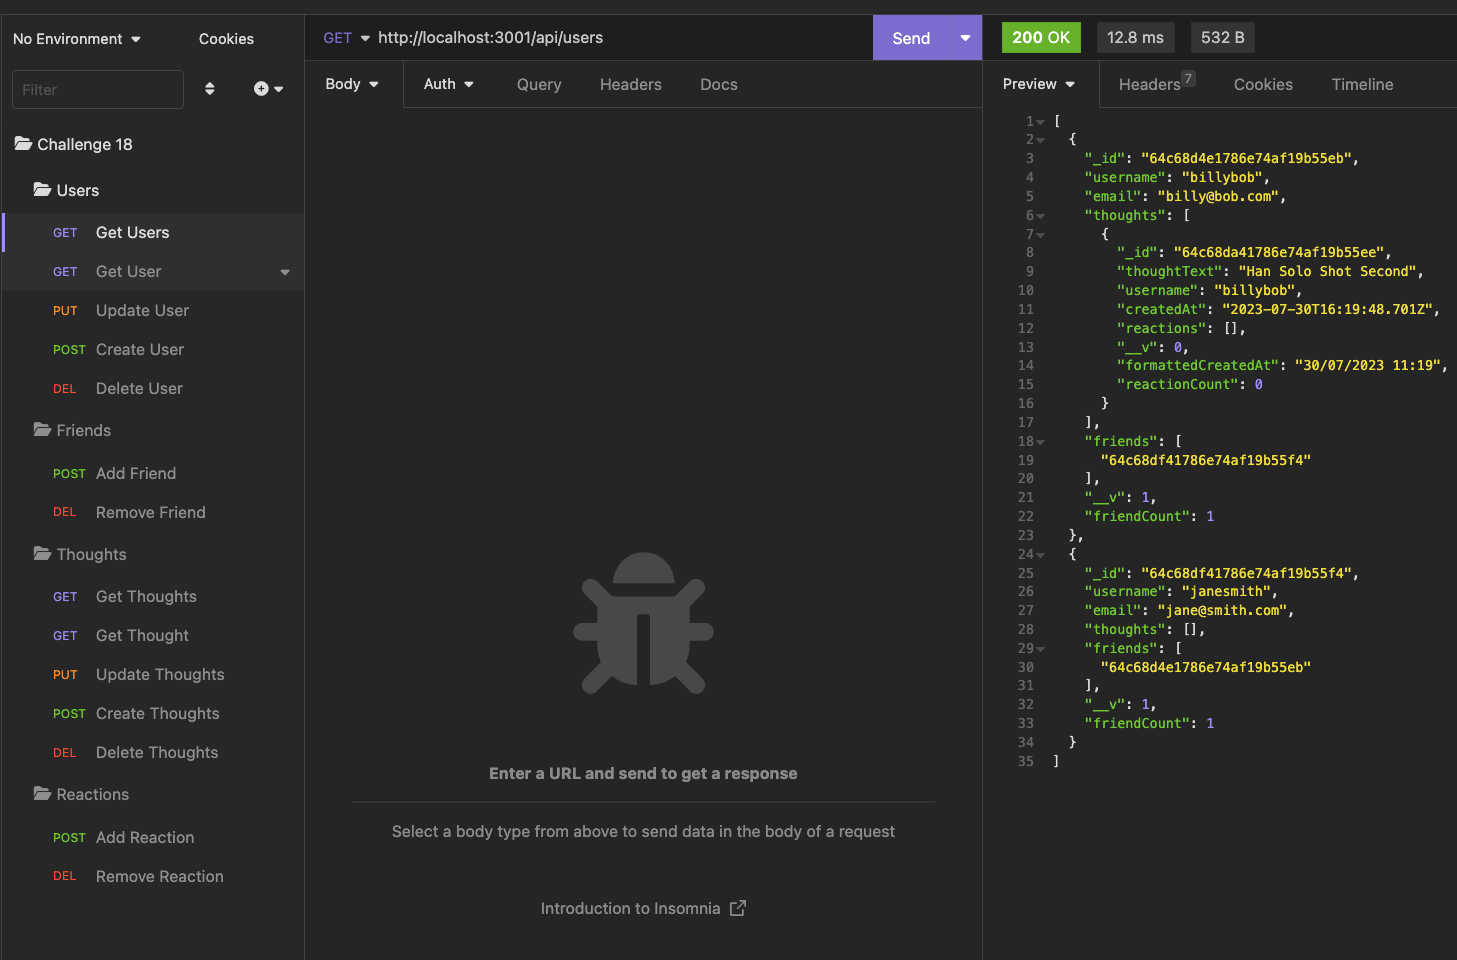 No Environment
Cookies
Filter
Challenge 18
Users
GET Get Users
GET Get User
PUT Update User
POST Create User
DEL Delete User
Friends
POST Add Friend
DEL Remove Friend
Thoughts
GET Get Thoughts
GET Get Thought
PUT Update Thoughts
POST Create Thoughts
DEL Delete Thoughts
Reactions
POST Add Reaction
DEL Remove Reaction
GET http://localhost:3001/api/users Send
Body Auth Query Headers Docs
Enter a URL and send to get a response
Select a body type from above to send data in the body of a request
Introduction to Insomnia
200 OK 12.8 ms 532 B
Preview Headers 7 Cookies Timeline
1 [
2 {
3 "_id": "64c68d4e1786e74af19b55eb",
4 "username": "billybob",
5 "email": "billy@bob.com",
6 "thoughts": [
7 {
8 "_id": "64c68da41786e74af19b55ee",
9 "thoughtText": "Han Solo Shot Second",
10 "username": "billybob",
11 "createdAt": "2023-07-30T16:19:48.701Z",
12 "reactions": [],
13 "__v": 0,
14 "formattedCreatedAt": "30/07/2023 11:19",
15 "reactionCount": 0
16 }
17 ],
18 "friends": [
19 "64c68df41786e74af19b55f4"
20 ],
21 "__v": 1,
22 "friendCount": 1
23 },
24 {
25 "_id": "64c68df41786e74af19b55f4",
26 "username": "janesmith",
27 "email": "jane@smith.com",
28 "thoughts": [],
29 "friends": [
30 "64c68d4e1786e74af19b55eb"
31 ],
32 "__v": 1,
33 "friendCount": 1
34 }
35 ]